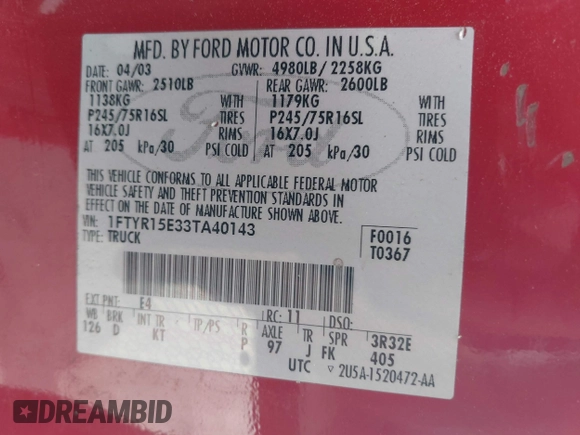 MFD. BY FORD MOTOR CO. IN U.S.A.
DATE: 04/03 GVWR: 4980LB/ 2258KG
FRONT GAWR: 2510LB REAR GAWR: 2600LB
1138KG WITH 1179KG WITH
P245/75R16SL TIRES P245/75R16SL TIRES
16X7.0J RIMS 16X7.0J RIMS
AT 205 kPa/30 PSI COLD AT 205 kPa/30 PSI COLD
Ford
THIS VEHICLE CONFORMS TO ALL APPLICABLE FEDERAL MOTOR
VEHICLE SAFETY AND THEFT PREVENTION STANDARDS IN EFFECT ON THE
DATE OF MANUFACTURE SHOWN ABOVE.
VIN: 1FTYR15E33TA40143 F0016
TYPE: TRUCK T0367
EXT PNT: E4 RC: 11 DSO:
WB BRK INT TR TP/PS R AXLE TR SPR 3R32E
126 D KT P 97 J FK 405
UTC ▽ 2U5A-1520472-AA
DREAMBID